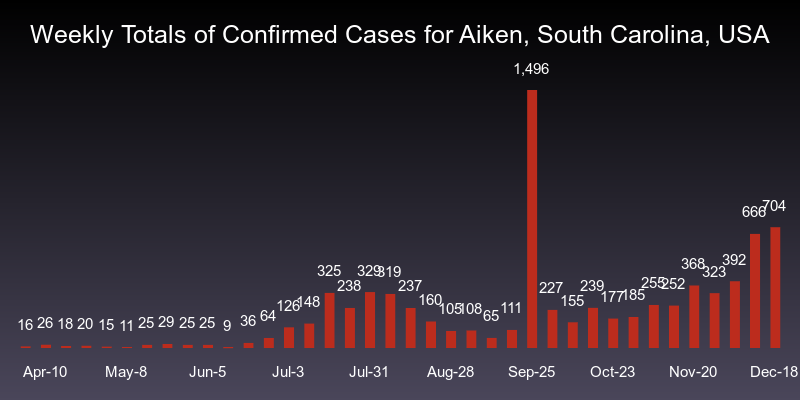 Weekly Totals of Confirmed Cases for Aiken, South Carolina, USA
1,496
666 704
325 238 329 319 237 160 105 108 65 111 227 155 239 177 185 255 252 368 323 392
16 26 18 20 15 11 25 29 25 25 9 36 64 126 148
Apr-10 May-8 Jun-5 Jul-3 Jul-31 Aug-28 Sep-25 Oct-23 Nov-20 Dec-18